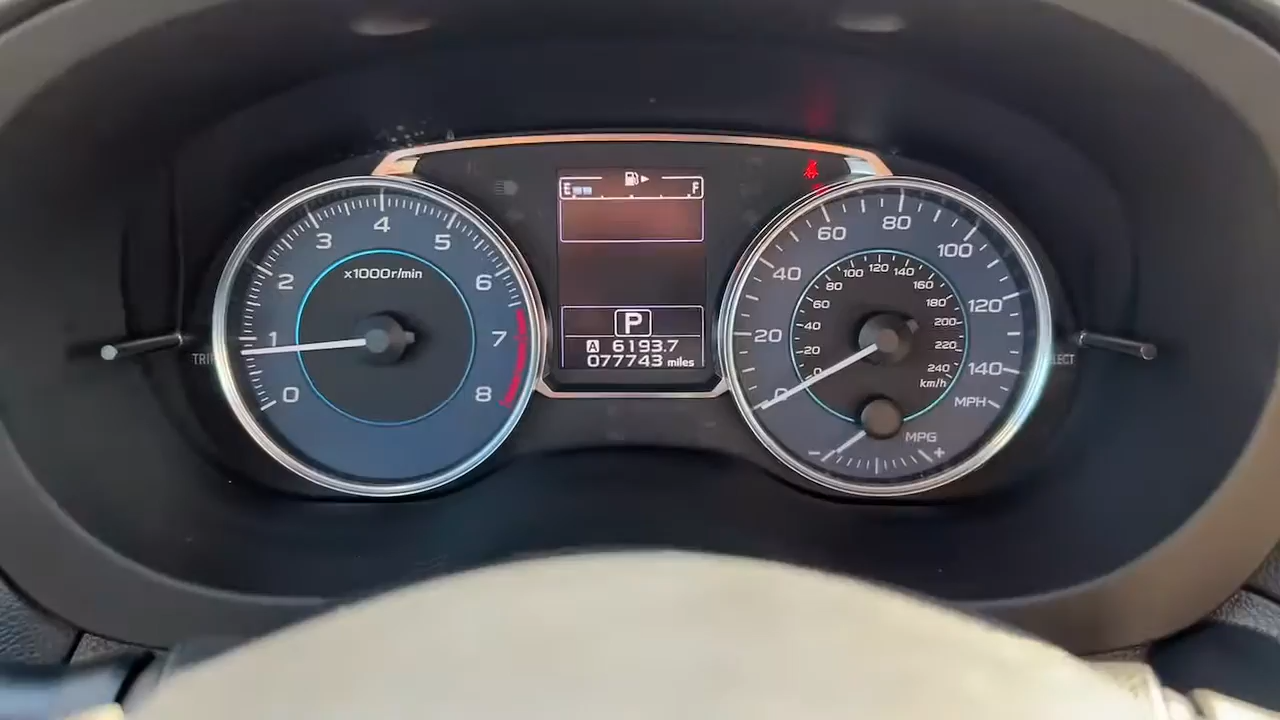 E F
x1000r/min
0 1 2 3 4 5 6 7 8
P
A 6193.7
077743 miles
0 20 40 60 80 100 120 140 MPH
0 20 40 60 80 100 120 140 160 180 200 220 240 km/h
MPG
- +